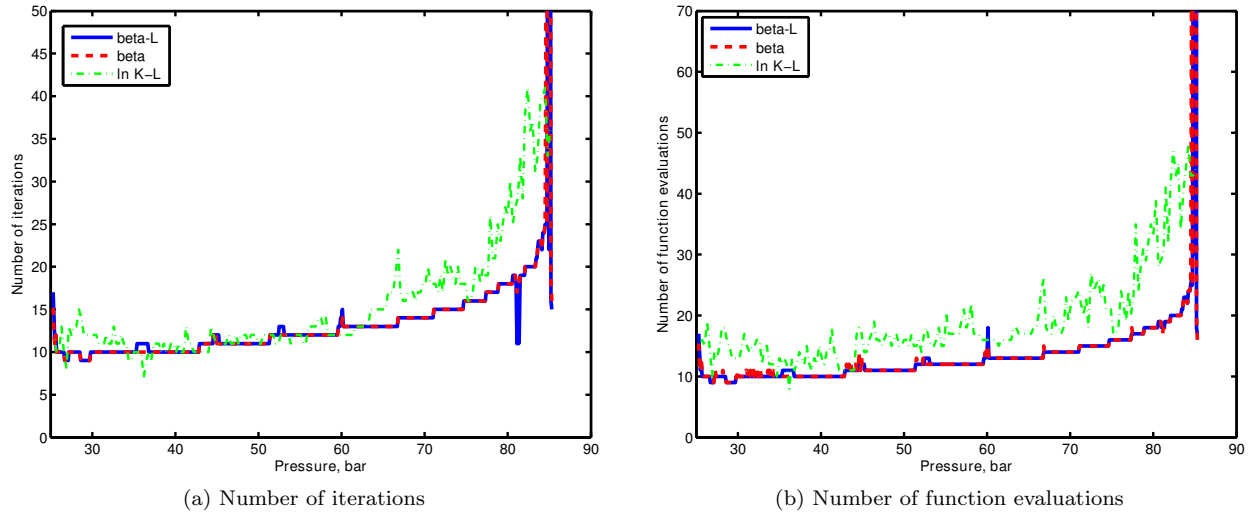 50
45
40
35
30
25
20
15
10
5
0
Number of iterations
beta-L
beta
ln K-L
30
40
50
60
70
80
90
Pressure, bar
(a) Number of iterations
70
60
50
40
30
20
10
0
Number of function evaluations
beta-L
beta
ln K-L
30
40
50
60
70
80
90
Pressure, bar
(b) Number of function evaluations